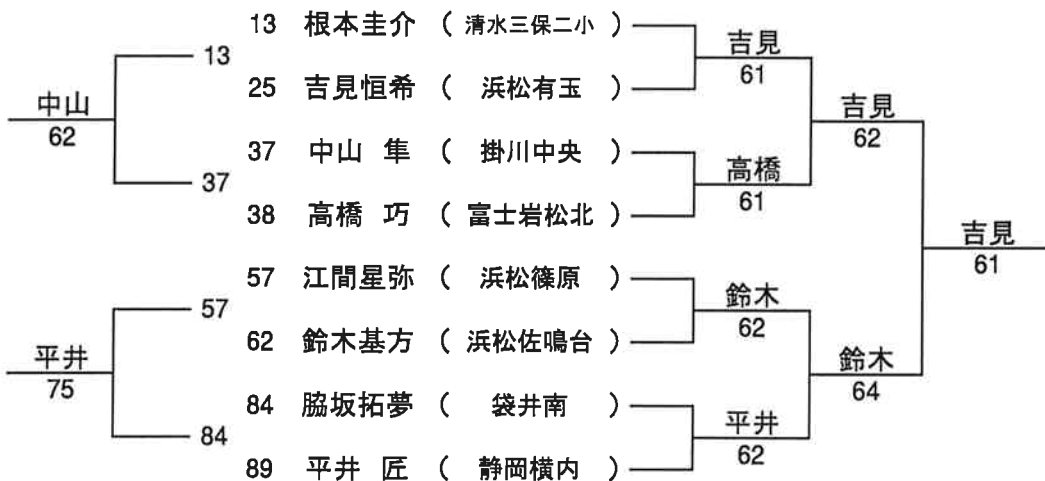 13 根本圭介 ( 清水三保二小 )
吉見
13
61
25 吉見恒希 ( 浜松有玉 )
中山
吉見
62
62
37 中山 隼 ( 掛川中央 )
高橋
37
61
38 高橋 巧 ( 富士岩松北 )
吉見
61
57 江間星弥 ( 浜松篠原 )
鈴木
57
62
62 鈴木基方 ( 浜松佐鳴台 )
平井
鈴木
75
64
84 脇坂拓夢 ( 袋井南 )
平井
84
62
89 平井 匠 ( 静岡横内 )